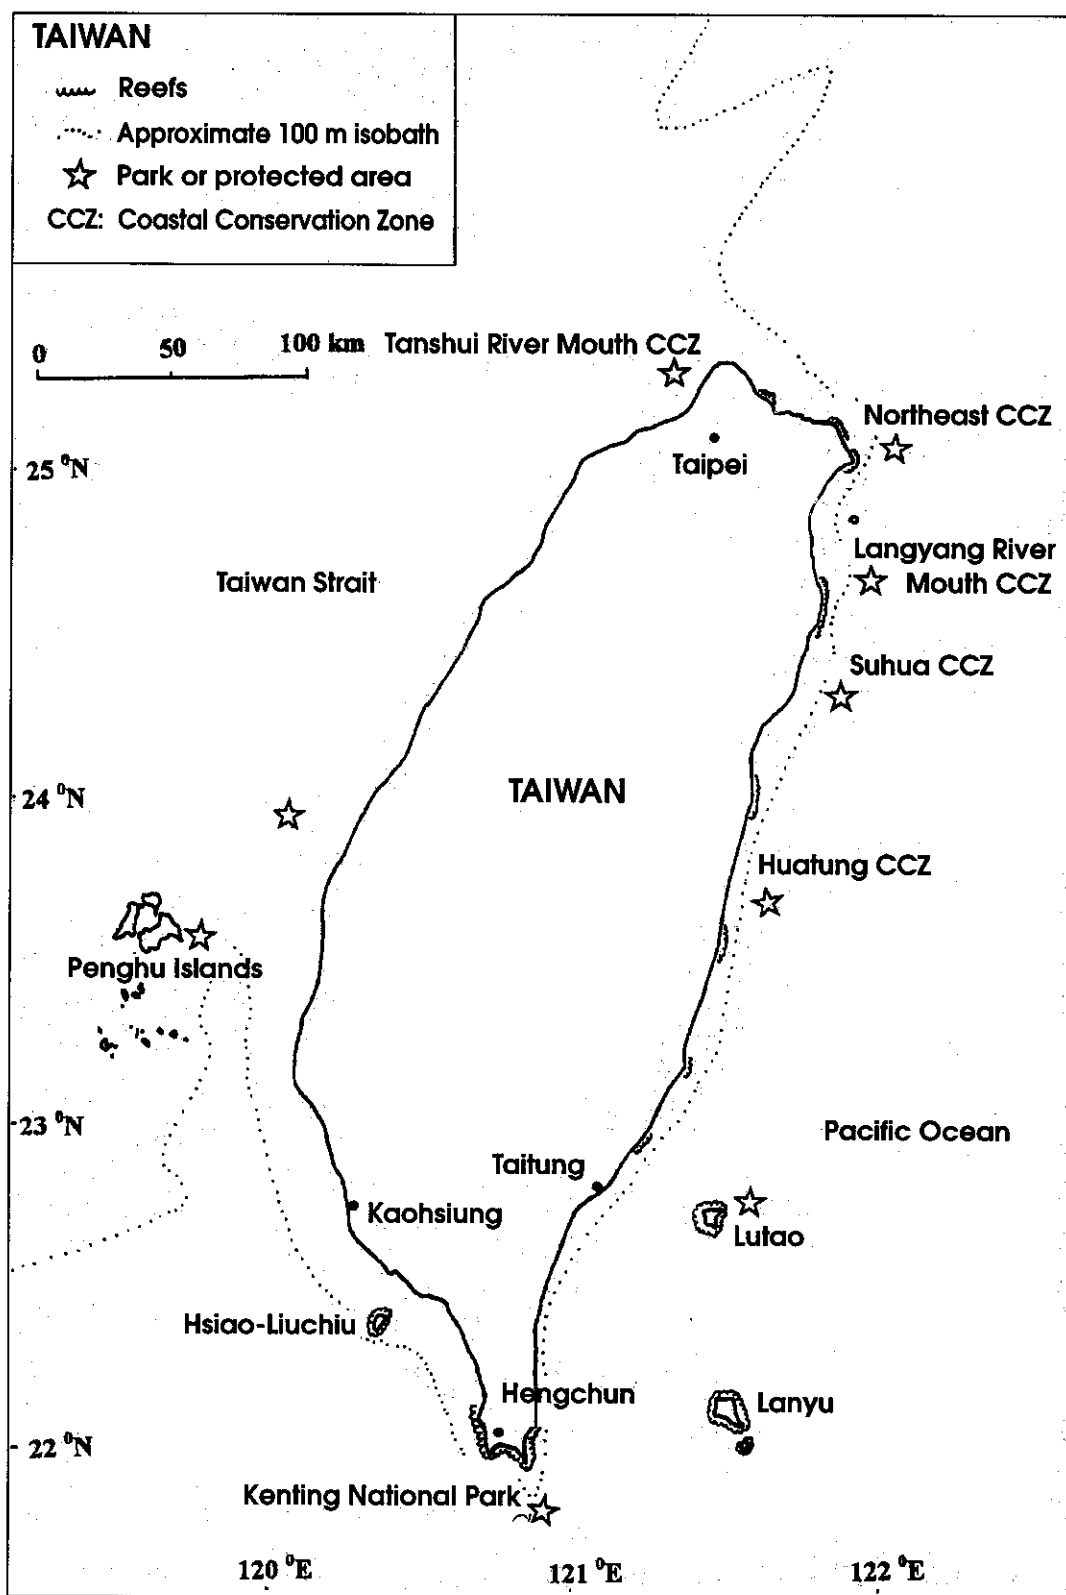 TAIWAN
Reefs
Approximate 100 m isobath
Park or protected area
CCZ: Coastal Conservation Zone
0 50 100 km
Tanshui River Mouth CCZ
Northeast CCZ
Taipei
25 °N
Langyang River
Mouth CCZ
Taiwan Strait
Suhua CCZ
TAIWAN
24 °N
Huatung CCZ
Penghu Islands
23 °N
Pacific Ocean
Taitung
Kaohsiung
Lutao
Hsiao-Liuchiu
Hengchun
Lanyu
22 °N
Kenting National Park
120 °E 121 °E 122 °E